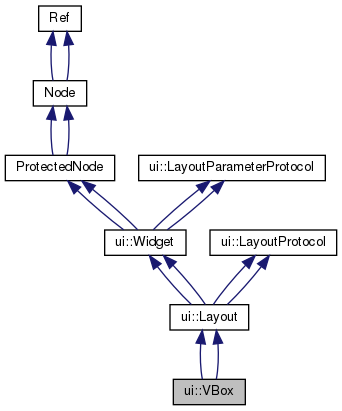 Ref
Node
ProtectedNode
ui::LayoutParameterProtocol
ui::Widget
ui::LayoutProtocol
ui::Layout
ui::VBox